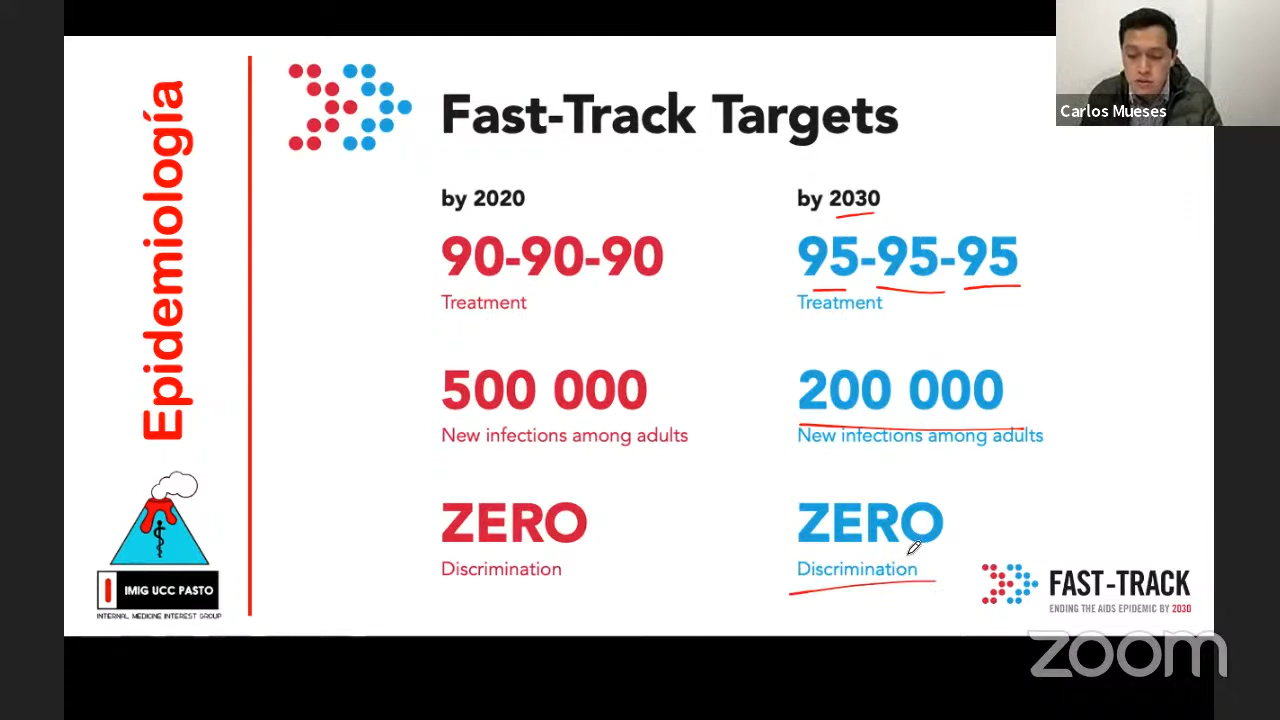 Epidemiología
Fast-Track Targets
by 2020
90-90-90
Treatment
500 000
New infections among adults
ZERO
Discrimination
by 2030
95-95-95
Treatment
200 000
New infections among adults
ZERO
Discrimination
IMIG UCC PASTO
INTERNAL MEDICINE INTEREST GROUP
FAST-TRACK
ENDING THE AIDS EPIDEMIC BY 2030
Carlos Mueses
zoom